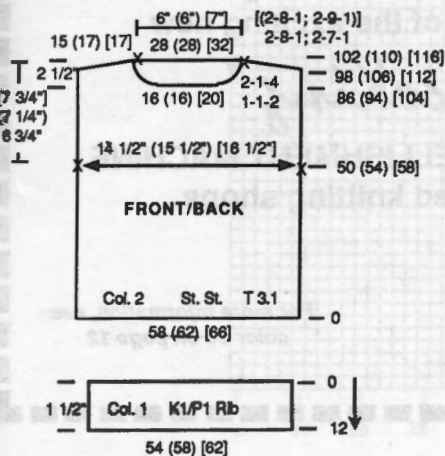 6" (6") [7"]
[(2-8-1; 2-9-1)]
15 (17) [17]
28 (28) [32]
2-8-1; 2-7-1
102 (110) [116]
2 1/2"
98 (106) [112]
2-1-4
86 (94) [104]
16 (16) [20]
1-1-2
7 3/4"
1/4")
6 3/4"
14 1/2" (15 1/2") [16 1/2"]
50 (54) [58]
FRONT/BACK
Col. 2 St. St. T 3.1
0
58 (62) [66]
0
1 1/2" Col. 1 K1/P1 Rib
12
54 (58) [62]